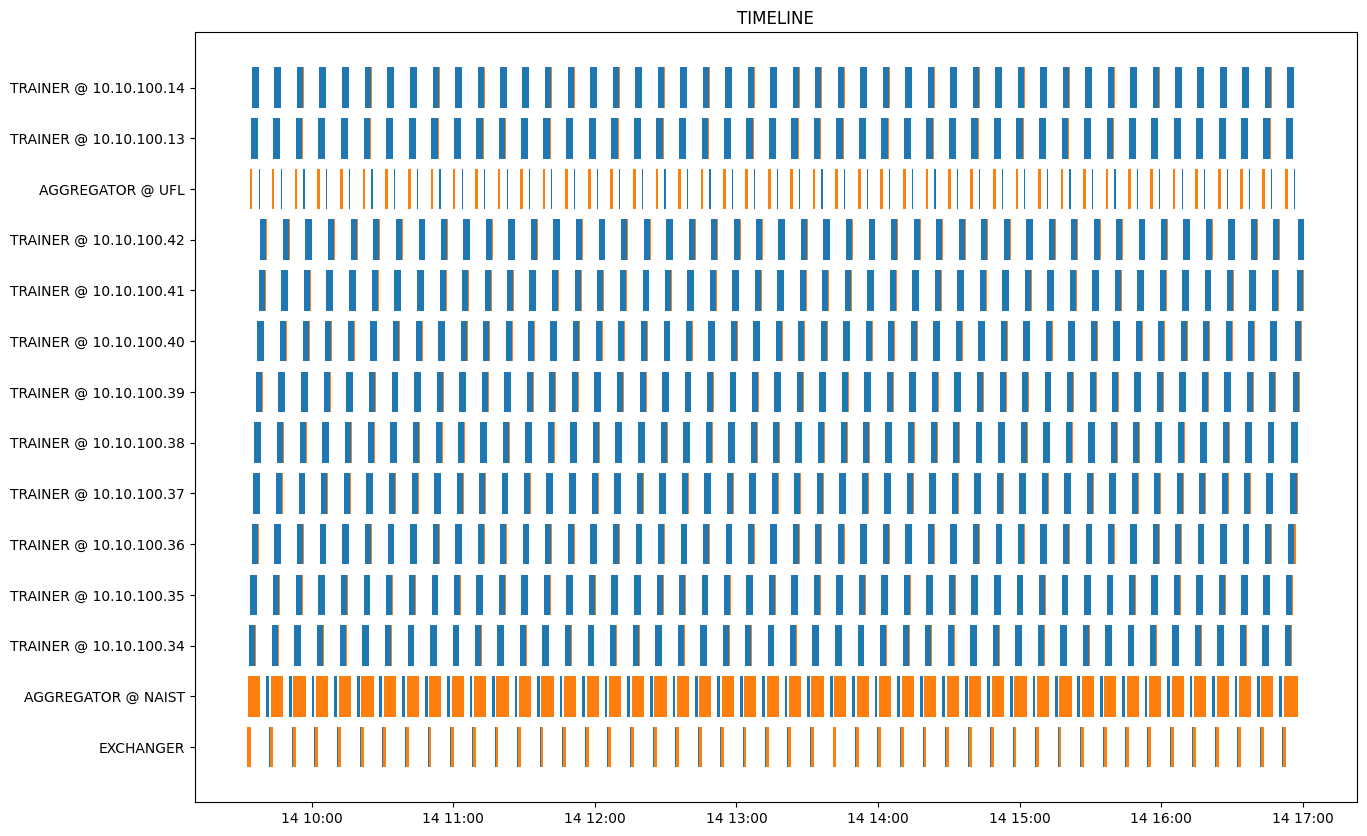 TIMELINE
TRAINER @ 10.10.100.14
TRAINER @ 10.10.100.13
AGGREGATOR @ UFL
TRAINER @ 10.10.100.42
TRAINER @ 10.10.100.41
TRAINER @ 10.10.100.40
TRAINER @ 10.10.100.39
TRAINER @ 10.10.100.38
TRAINER @ 10.10.100.37
TRAINER @ 10.10.100.36
TRAINER @ 10.10.100.35
TRAINER @ 10.10.100.34
AGGREGATOR @ NAIST
EXCHANGER
14 10:00 14 11:00 14 12:00 14 13:00 14 14:00 14 15:00 14 16:00 14 17:00